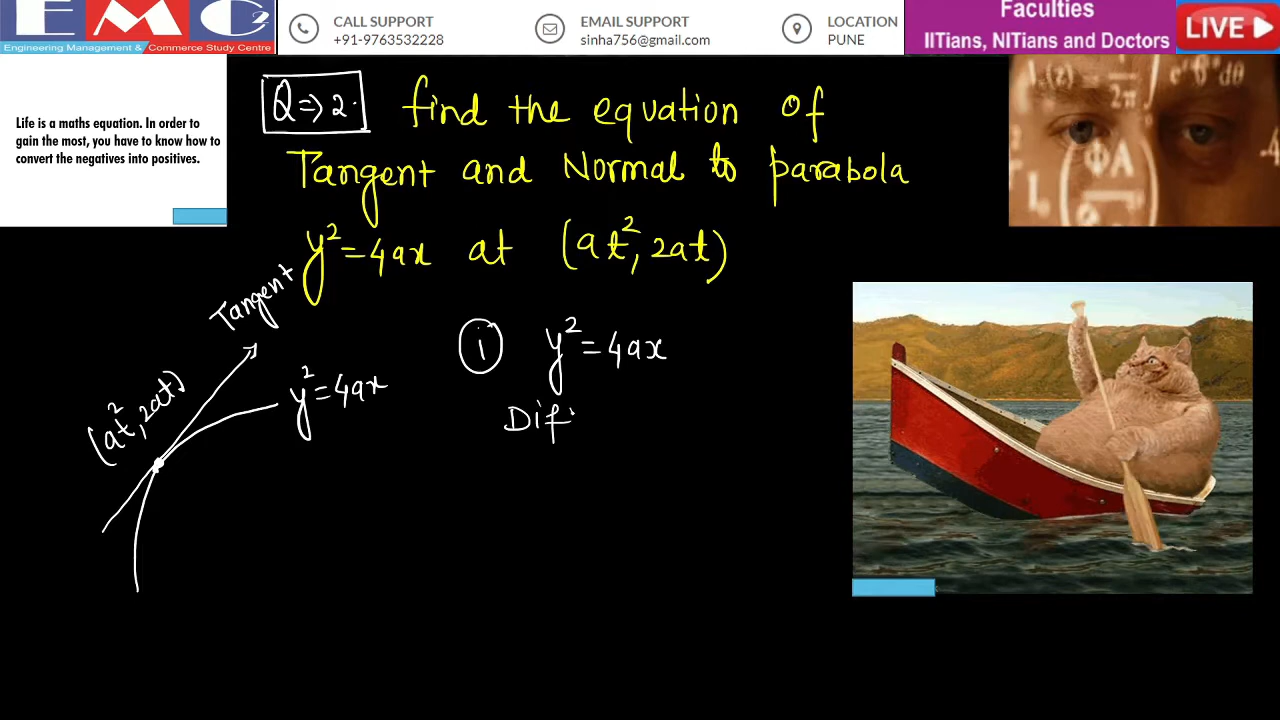 EMC²
Engineering Management & Commerce Study Centre
CALL SUPPORT
+91-9763532228
EMAIL SUPPORT
sinha756@gmail.com
LOCATION
PUNE
Faculties
IITians, NITians and Doctors
LIVE
Life is a maths equation. In order to
gain the most, you have to know how to
convert the negatives into positives.
Q⇒2. find the equation of
Tangent and Normal to parabola
y²=4ax at (at², 2at)
Tangent
(at², 2at)
y²=4ax
i y²=4ax
Dif
ΦA